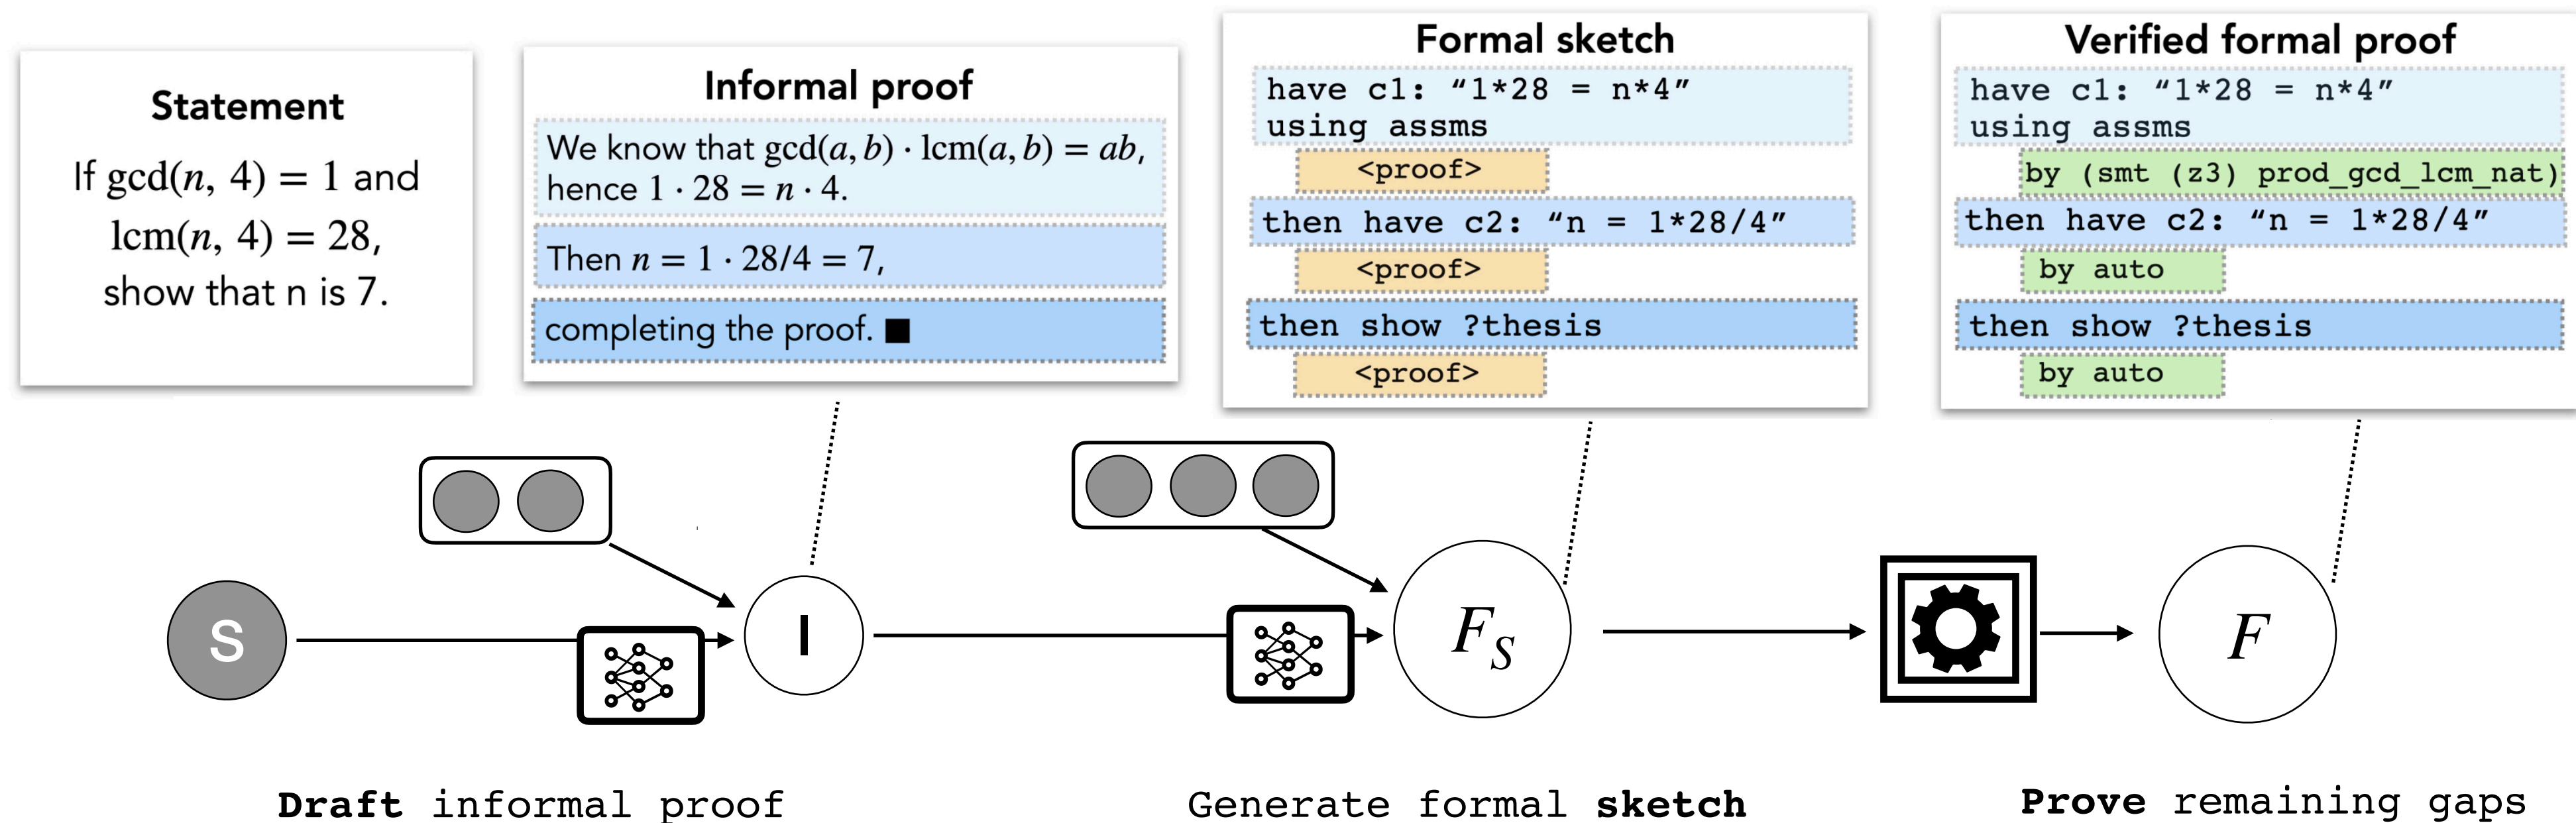 Statement
If gcd(n, 4) = 1 and
lcm(n, 4) = 28,
show that n is 7.
Informal proof
We know that gcd(a, b) · lcm(a, b) = ab,
hence 1 · 28 = n · 4.
Then n = 1 · 28/4 = 7,
completing the proof. ■
Formal sketch
have c1: “1*28 = n*4”
using assms
<proof>
then have c2: “n = 1*28/4”
<proof>
then show ?thesis
<proof>
Verified formal proof
have c1: “1*28 = n*4”
using assms
by (smt (z3) prod_gcd_lcm_nat)
then have c2: “n = 1*28/4”
by auto
then show ?thesis
by auto
S
I
F_S
F
Draft informal proof
Generate formal sketch
Prove remaining gaps